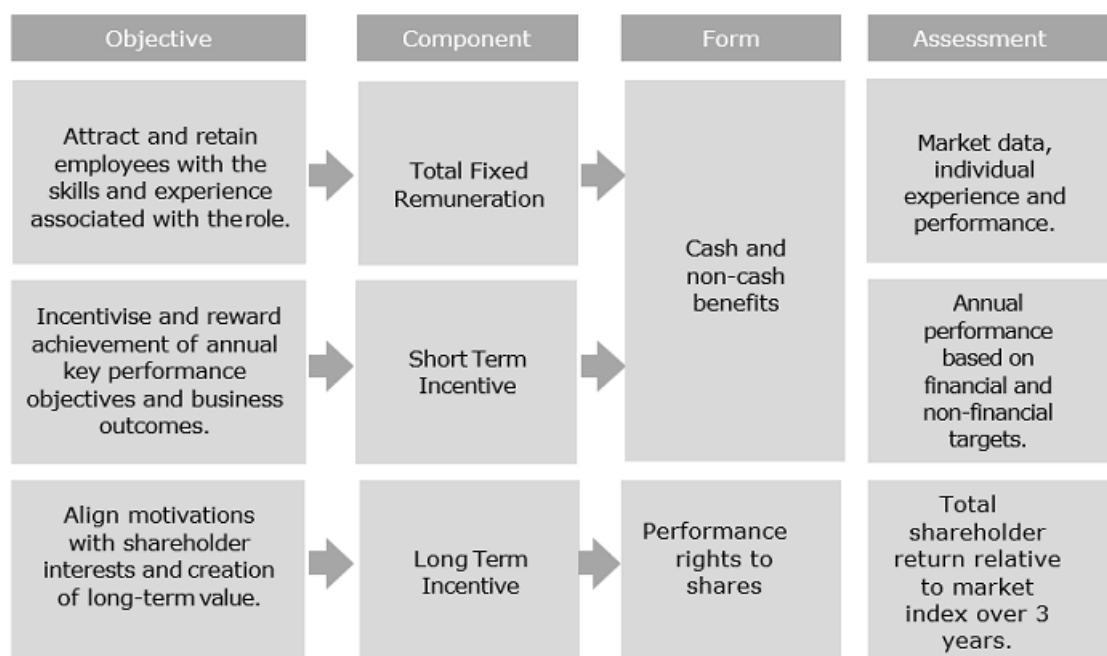 Objective
Component
Form
Assessment
Attract and retain
employees with the
skills and experience
associated with therole.
Total Fixed
Remuneration
Cash and
non-cash
benefits
Market data,
individual
experience and
performance.
Incentivise and reward
achievement of annual
key performance
objectives and business
outcomes.
Short Term
Incentive
Annual
performance
based on
financial and
non-financial
targets.
Align motivations
with shareholder
interests and creation
of long-term value.
Long Term
Incentive
Performance
rights to
shares
Total
shareholder
return relative
to market
index over 3
years.